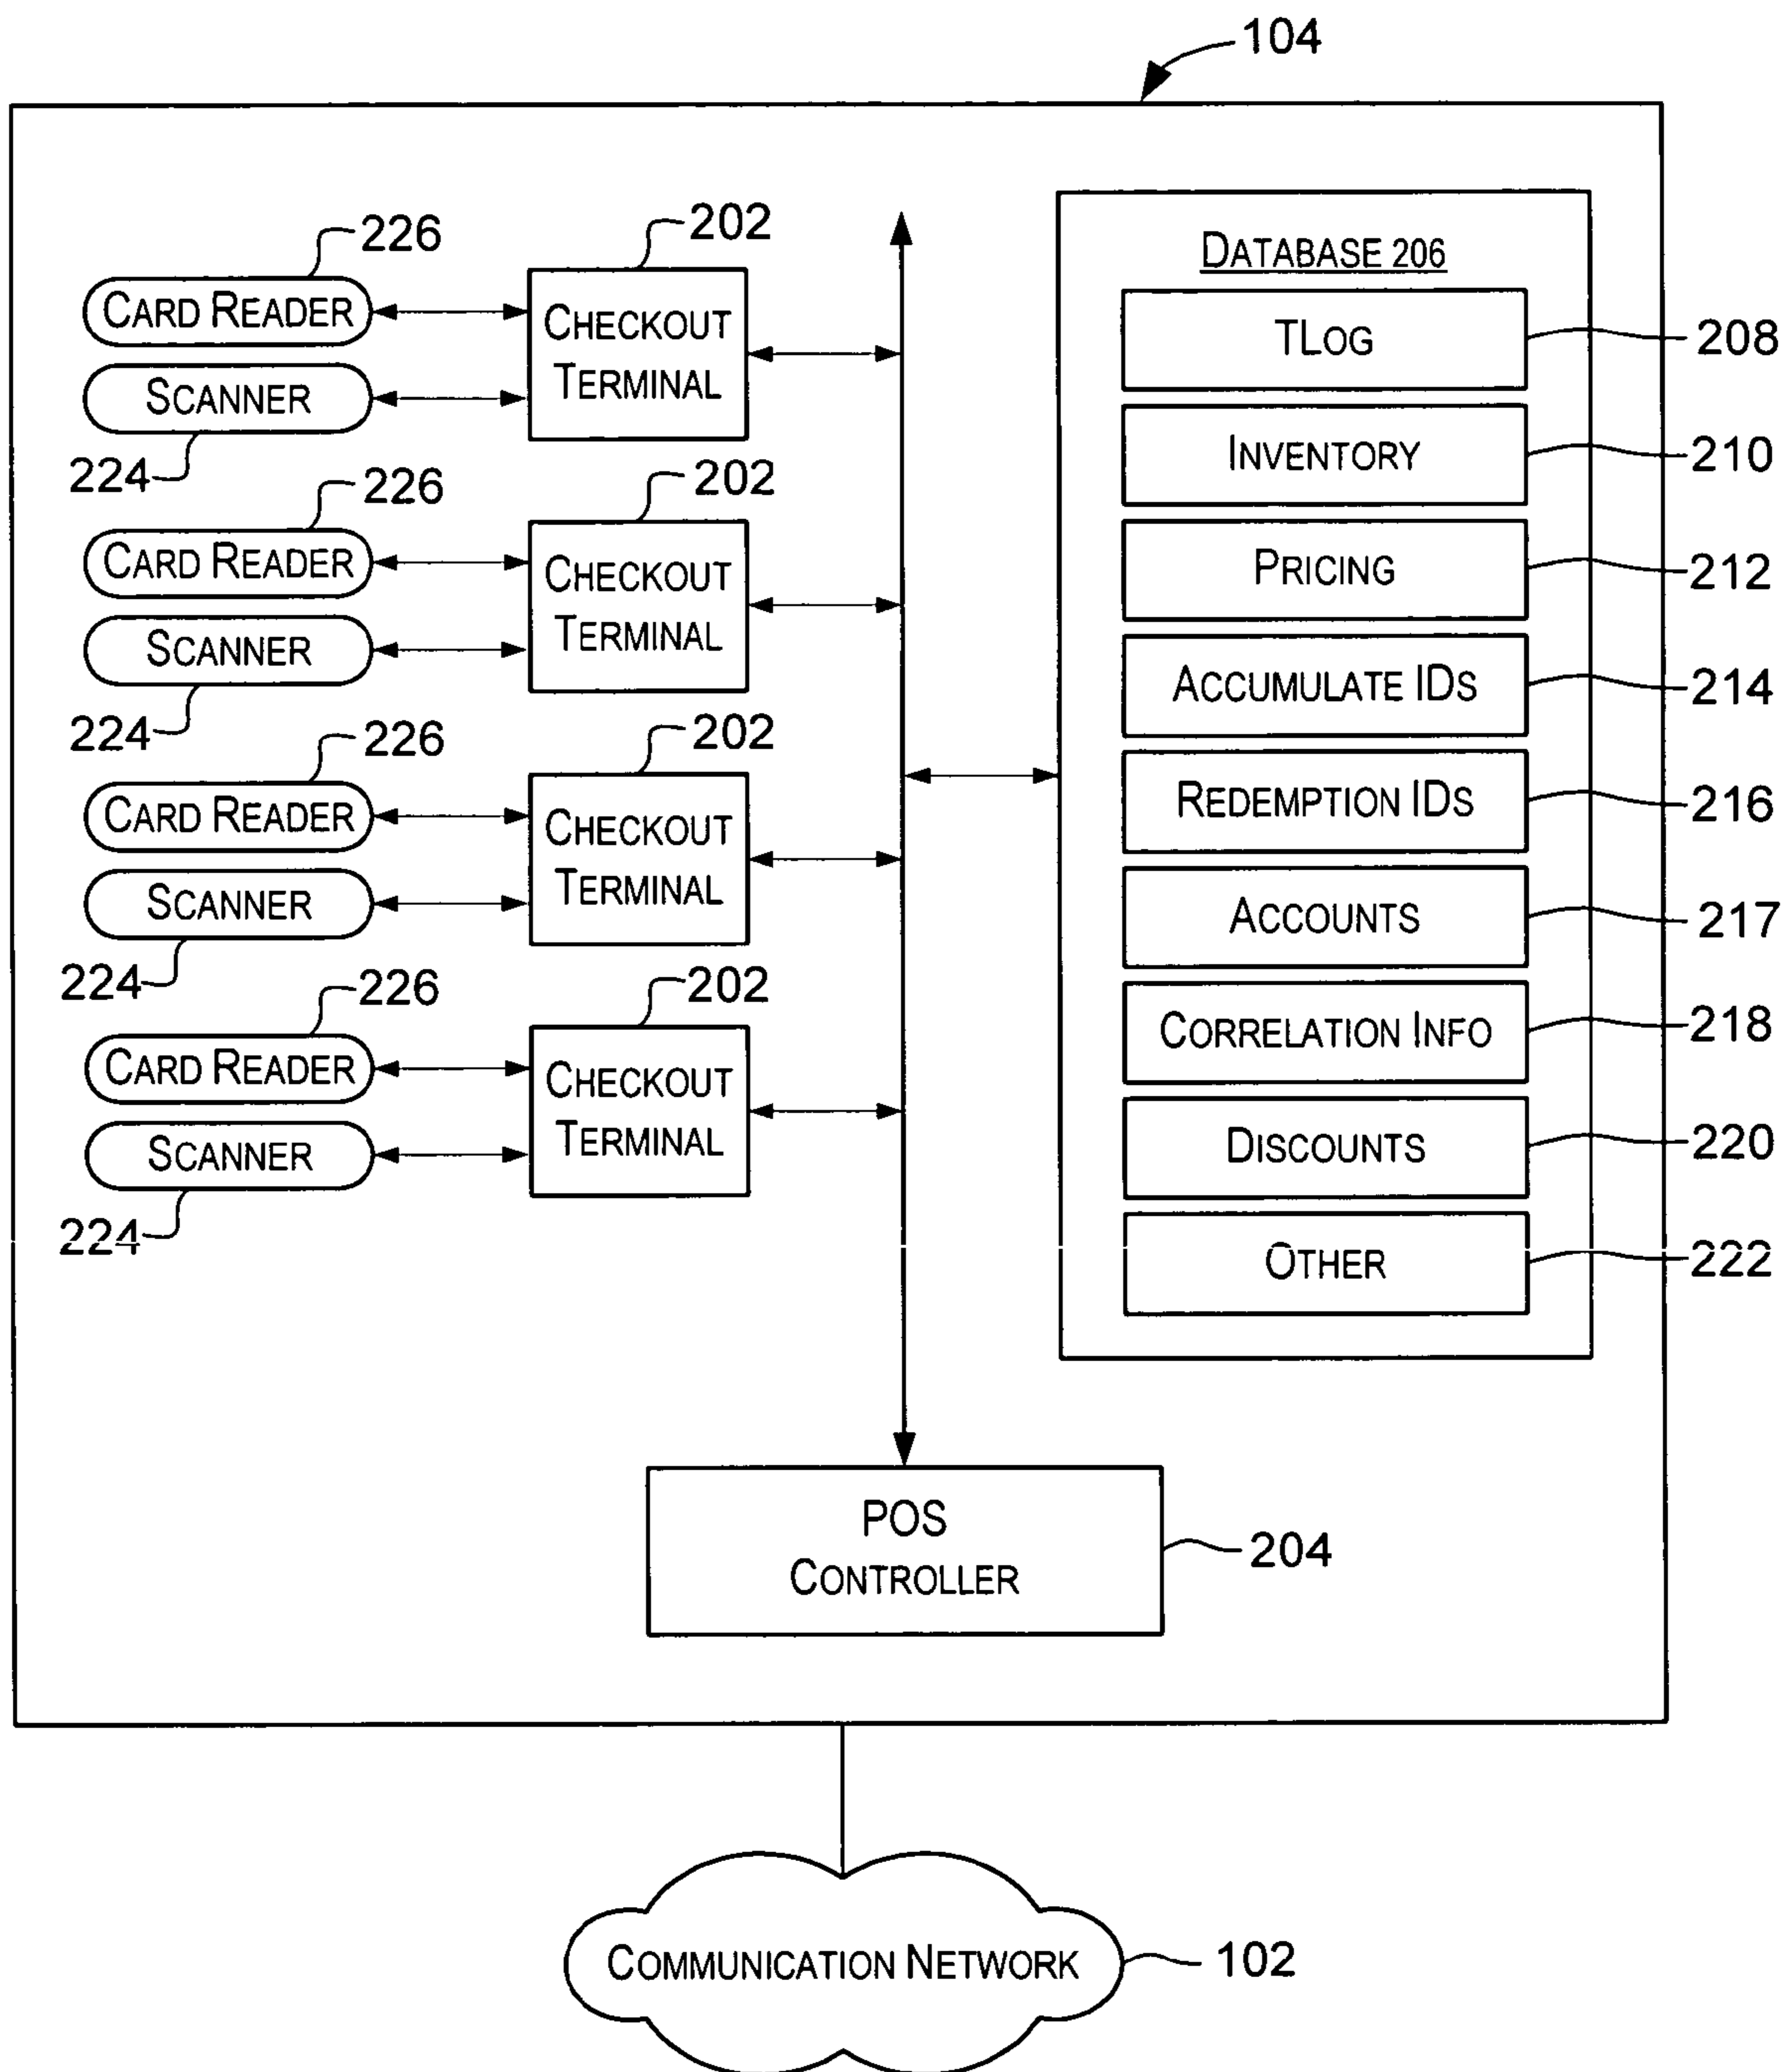 104
226
202
CARD READER
CHECKOUT
TERMINAL
SCANNER
224
226
202
CARD READER
CHECKOUT
TERMINAL
SCANNER
224
226
202
CARD READER
CHECKOUT
TERMINAL
SCANNER
224
226
202
CARD READER
CHECKOUT
TERMINAL
SCANNER
224
DATABASE 206
TLOG
208
INVENTORY
210
PRICING
212
ACCUMULATE IDS
214
REDEMPTION IDS
216
ACCOUNTS
217
CORRELATION INFO
218
DISCOUNTS
220
OTHER
222
POS
CONTROLLER
204
COMMUNICATION NETWORK
102